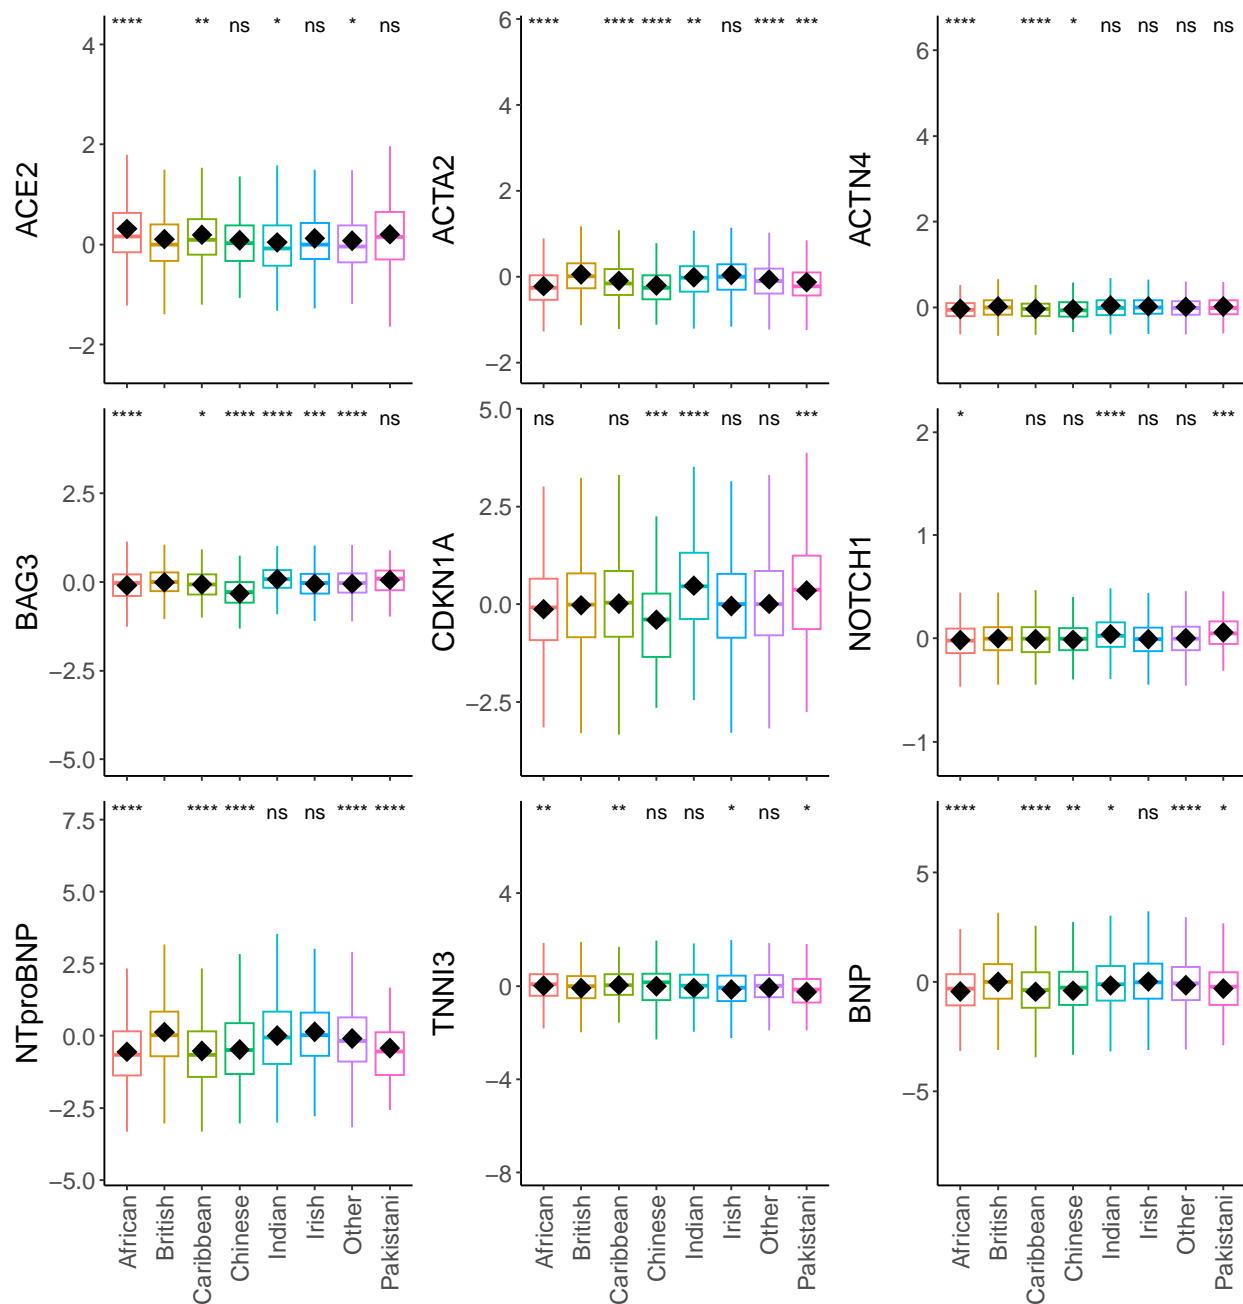 **** ** ns * ns * ns
4
2
0
−2
ACE2
**** **** **** ** ns **** ***
6
4
2
0
−2
ACTA2
**** **** * ns ns ns ns
6
4
2
0
ACTN4
**** * **** **** *** **** ns
2.5
0.0
−2.5
−5.0
BAG3
ns ns *** **** ns ns ***
5.0
2.5
0.0
−2.5
CDKN1A
* ns ns **** ns ns ***
2
1
0
−1
NOTCH1
**** **** **** ns ns **** ****
7.5
5.0
2.5
0.0
−2.5
−5.0
NTproBNP
** ** ns ns * ns *
4
0
−4
−8
TNNI3
**** **** ** * ns **** *
5
0
−5
BNP
African British Caribbean Chinese Indian Irish Other Pakistani
African British Caribbean Chinese Indian Irish Other Pakistani
African British Caribbean Chinese Indian Irish Other Pakistani